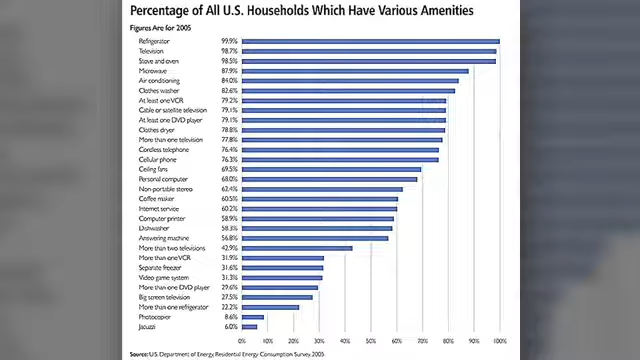 Percentage of All U.S. Households Which Have Various Amenities
Figures Are for 2005
Refrigerator 99.9%
Television 98.7%
Stove and oven 98.5%
Microwave 87.9%
Air conditioning 84.0%
Clothes washer 82.6%
At least one VCR 79.2%
Cable or satellite television 79.1%
At least one DVD player 79.1%
Clothes dryer 78.8%
More than one television 77.8%
Cordless telephone 76.4%
Cellular phone 76.3%
Ceiling fans 69.5%
Personal computer 68.0%
Non-portable stereo 62.4%
Coffee maker 60.5%
Internet service 60.2%
Computer printer 58.9%
Dishwasher 58.3%
Answering machine 56.8%
More than two televisions 42.9%
More than one VCR 31.9%
Separate freezer 31.6%
Video game system 31.3%
More than one DVD player 29.6%
Big screen television 27.5%
More than one refrigerator 22.2%
Photocopier 8.6%
Jacuzzi 6.0%
0% 10% 20% 30% 40% 50% 60% 70% 80% 90% 100%
Source: U.S. Department of Energy, Residential Energy Consumption Survey, 2005